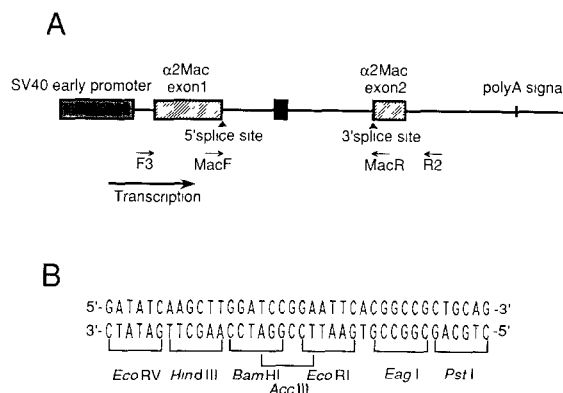 A
SV40 early promoter
α2Mac
exon1
α2Mac
exon2
polyA signa
5'splice site
3'splice site
F3
MacF
MacR
R2
Transcription
B
5'-GATATCAAGCTTGGATCCGGAATTCACGGCCGCTGCAG-3'
3'-CTATAGTTCGAACCTAGGCCTTAAGTGCCGGCGACGTC-5'
EcoRV HindIII BamHI EcoRI EagI PstI
AccIII